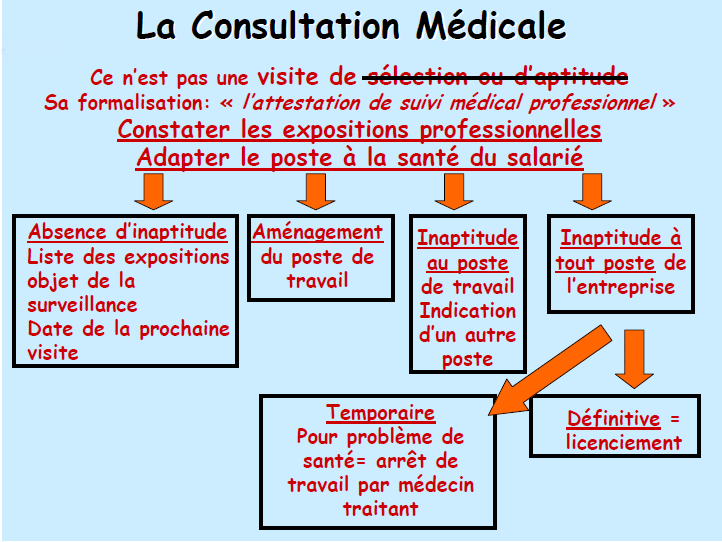 La Consultation Médicale
Ce n'est pas une visite de sélection ou d'aptitude
Sa formalisation: « l'attestation de suivi médical professionnel »
Constater les expositions professionnelles
Adapter le poste à la santé du salarié
Absence d'inaptitude
Liste des expositions
objet de la
surveillance
Date de la prochaine
visite
Aménagement
du poste de
travail
Inaptitude
au poste
de travail
Indication
d'un autre
poste
Inaptitude à
tout poste de
l'entreprise
Temporaire
Pour problème de
santé= arrêt de
travail par médecin
traitant
Définitive =
licenciement